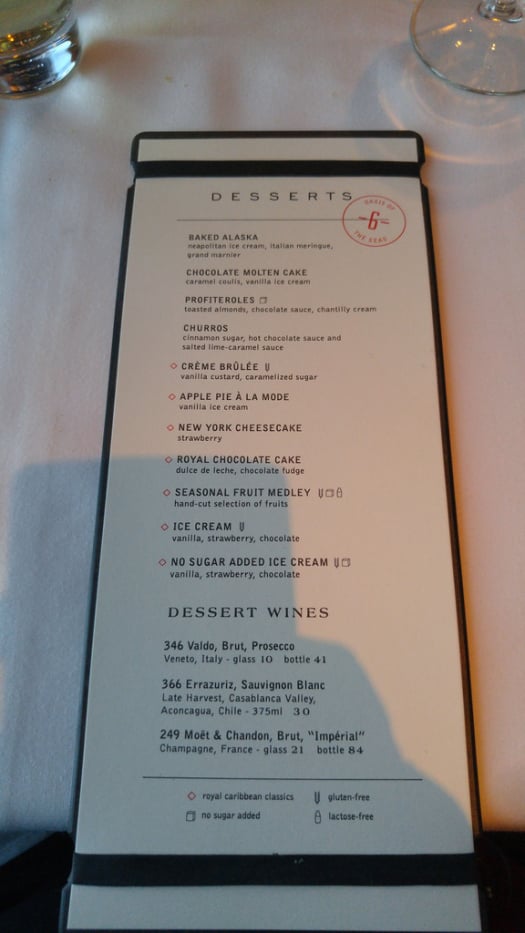 DESSERTS
OASIS OF
-6-
THE SEAS
BAKED ALASKA
neapolitan ice cream, italian meringue,
grand marnier
CHOCOLATE MOLTEN CAKE
caramel coulis, vanilla ice cream
PROFITEROLES
toasted almonds, chocolate sauce, chantilly cream
CHURROS
cinnamon sugar, hot chocolate sauce and
salted lime-caramel sauce
CRÈME BRÛLÉE
vanilla custard, caramelized sugar
APPLE PIE À LA MODE
vanilla ice cream
NEW YORK CHEESECAKE
strawberry
ROYAL CHOCOLATE CAKE
dulce de leche, chocolate fudge
SEASONAL FRUIT MEDLEY
hand-cut selection of fruits
ICE CREAM
vanilla, strawberry, chocolate
NO SUGAR ADDED ICE CREAM
vanilla, strawberry, chocolate
DESSERT WINES
346 Valdo, Brut, Prosecco
Veneto, Italy - glass 10 bottle 41
366 Errazuriz, Sauvignon Blanc
Late Harvest, Casablanca Valley,
Aconcagua, Chile - 375ml 30
249 Moët & Chandon, Brut, "Impérial"
Champagne, France - glass 21 bottle 84
royal caribbean classics gluten-free
no sugar added lactose-free